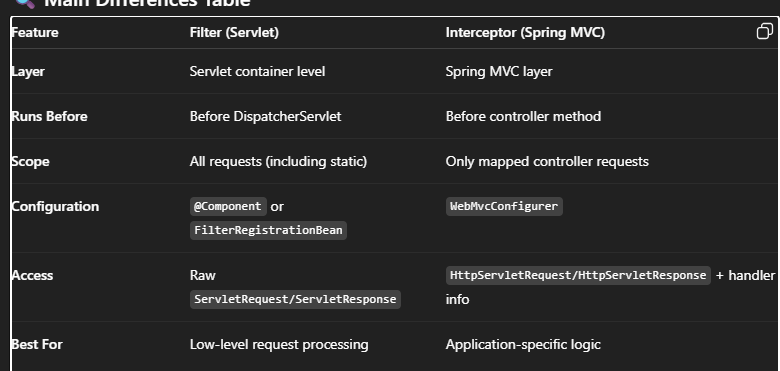 Main Differences Table
Feature Filter (Servlet) Interceptor (Spring MVC)
Layer Servlet container level Spring MVC layer
Runs Before Before DispatcherServlet Before controller method
Scope All requests (including static) Only mapped controller requests
Configuration @Component or WebMvcConfigurer
FilterRegistrationBean
Access Raw HttpServletRequest/HttpServletResponse + handler
ServletRequest/ServletResponse info
Best For Low-level request processing Application-specific logic